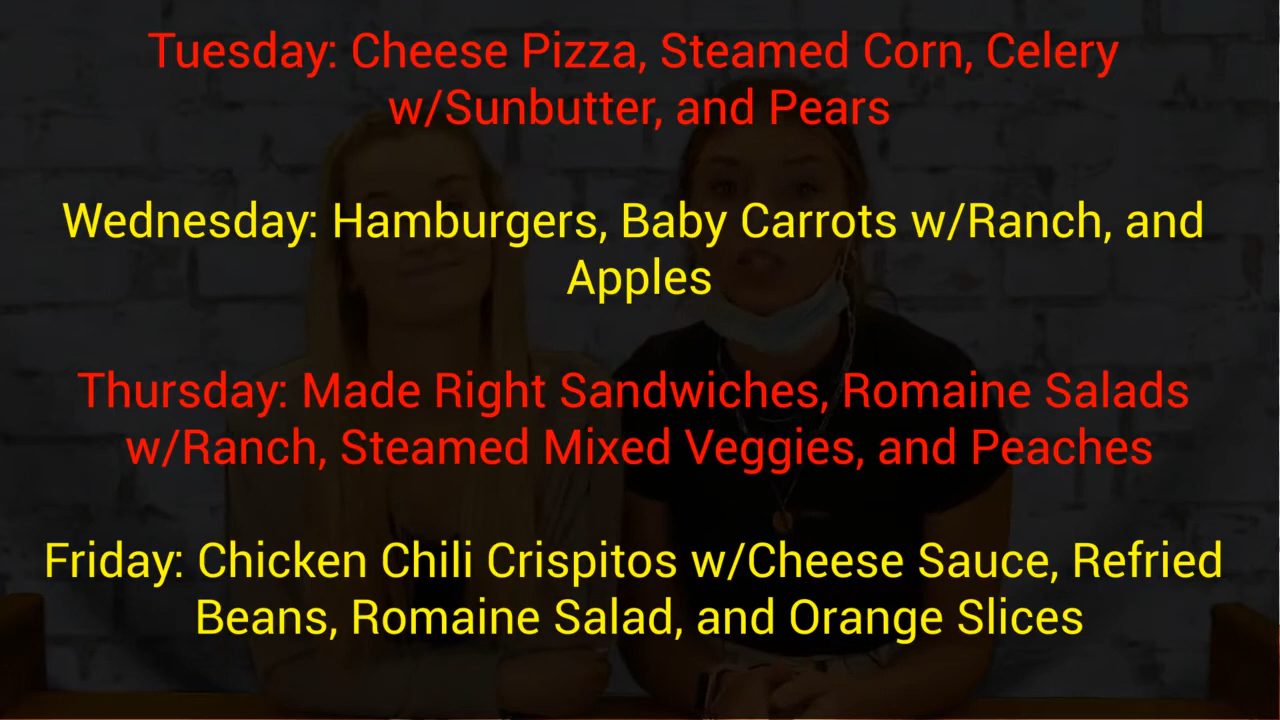 Tuesday: Cheese Pizza, Steamed Corn, Celery
w/Sunbutter, and Pears
Wednesday: Hamburgers, Baby Carrots w/Ranch, and
Apples
Thursday: Made Right Sandwiches, Romaine Salads
w/Ranch, Steamed Mixed Veggies, and Peaches
Friday: Chicken Chili Crispitos w/Cheese Sauce, Refried
Beans, Romaine Salad, and Orange Slices